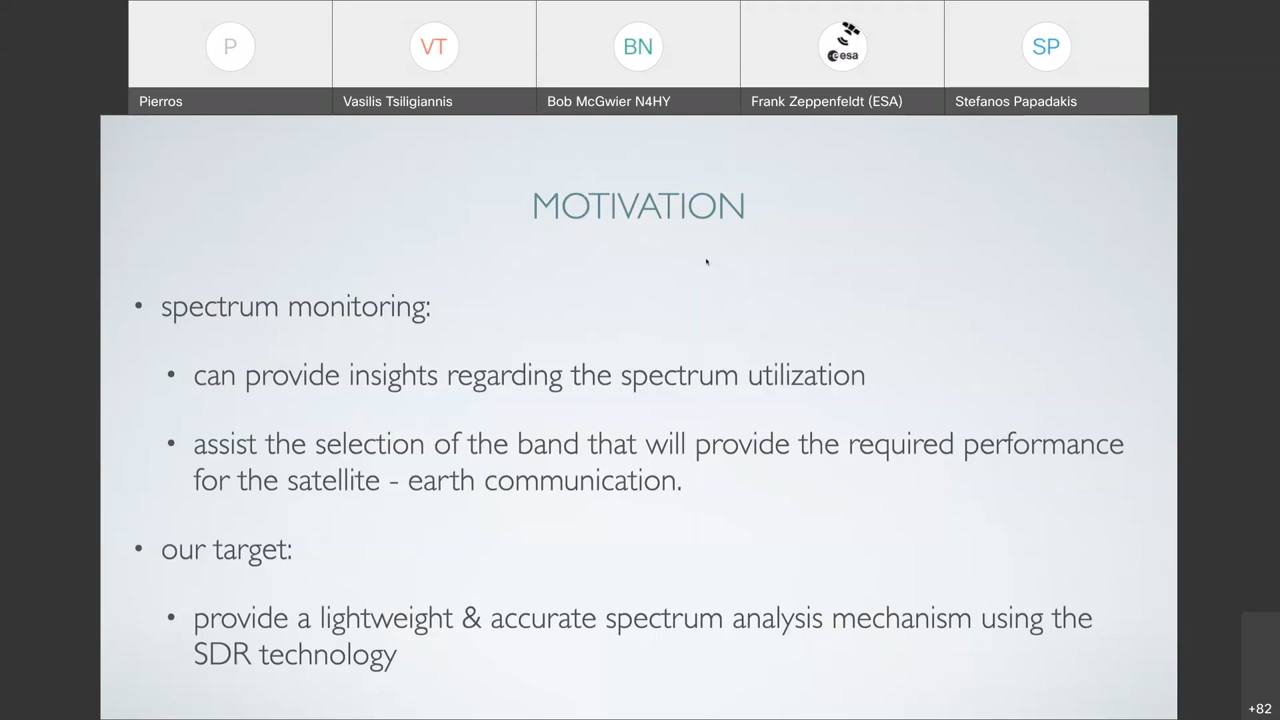 P
VT
BN
esa
SP
Pierros
Vasilis Tsiligiannis
Bob McGwier N4HY
Frank Zeppenfeldt (ESA)
Stefanos Papadakis
MOTIVATION
• spectrum monitoring:
• can provide insights regarding the spectrum utilization
• assist the selection of the band that will provide the required performance
for the satellite - earth communication.
• our target:
• provide a lightweight & accurate spectrum analysis mechanism using the
SDR technology
+82